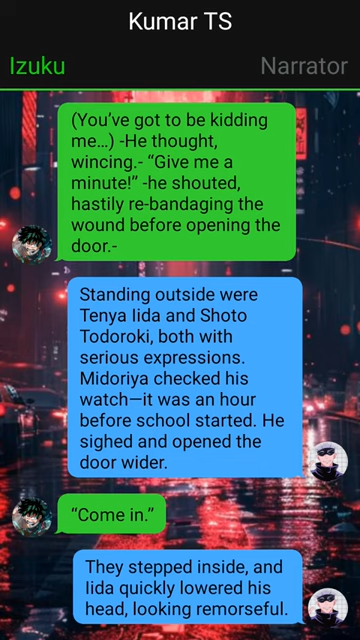 Kumar TS
Izuku
Narrator
(You’ve got to be kidding
me…) -He thought,
wincing.- “Give me a
minute!” -he shouted,
hastily re-bandaging the
wound before opening the
door.-
Standing outside were
Tenya Iida and Shoto
Todoroki, both with
serious expressions.
Midoriya checked his
watch—it was an hour
before school started. He
sighed and opened the
door wider.
“Come in.”
They stepped inside, and
Iida quickly lowered his
head, looking remorseful.